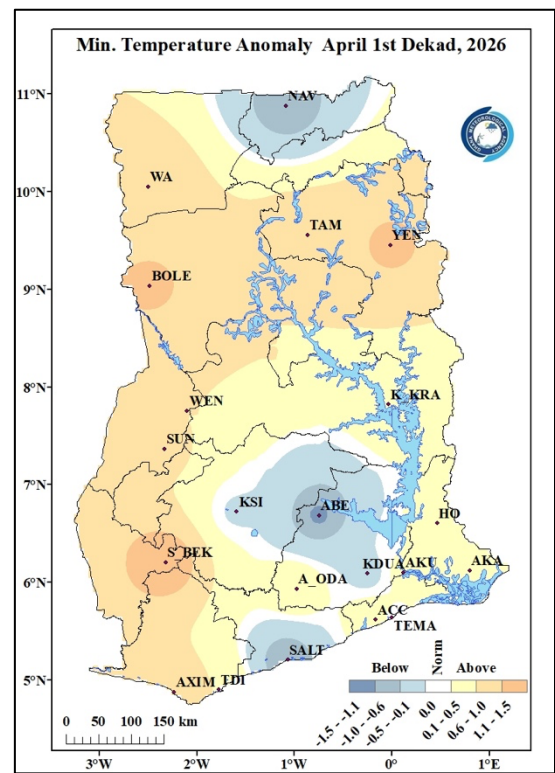 Min. Temperature Anomaly April 1st Dekad, 2026
11°N
NAV
WA
10°N
TAM
YEN
BOLE
9°N
8°N
WEN
K_KRA
SUN
7°N
KSI
ABE
HO
S_BEK
KDUA
AKU
AKA
6°N
A_ODA
ACC
TEMA
SALT
Below
Norm
Above
5°N
AXIM
TDI
-1.5 - -1.1
-1.0 - -0.6
-0.5 - -0.1
0.0
0.1 - 0.5
0.6 - 1.0
1.1 - 1.5
0 50 100 150 km
3°W
2°W
1°W
0°
1°E